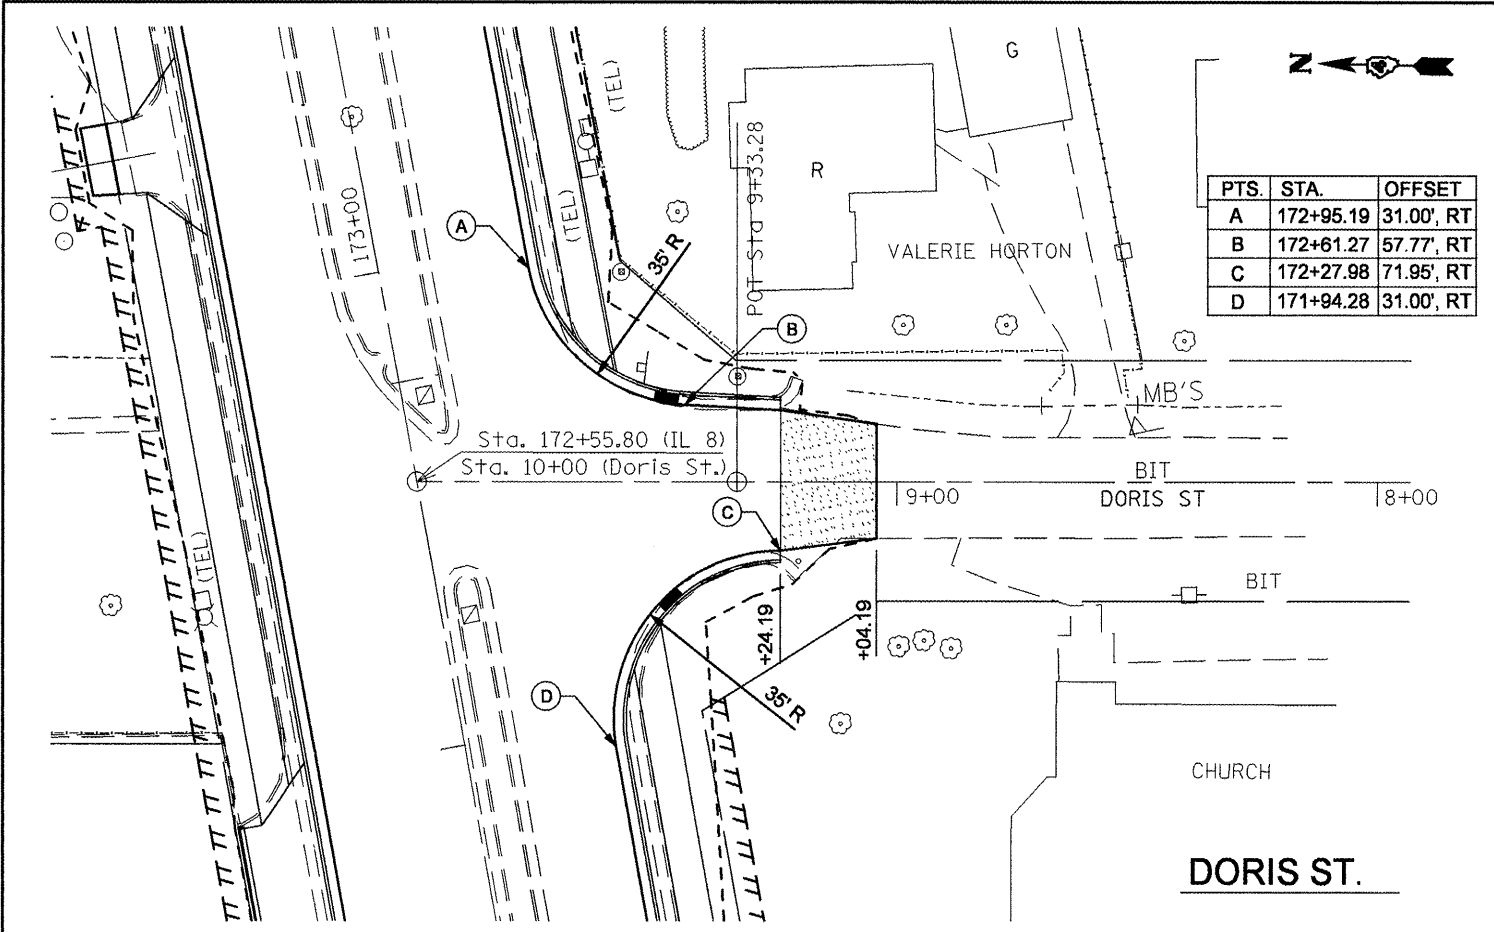 G
N
(TEL)
POT Sta 9+33.28
R
173+00
A
(TEL)
35' R
VALERIE HORTON
PTS. STA. OFFSET
A 172+95.19 31.00', RT
B 172+61.27 57.77', RT
C 172+27.98 71.95', RT
D 171+94.28 31.00', RT
B
MB'S
Sta. 172+55.80 (IL 8)
Sta. 10+00 (Doris St.)
BIT
9+00
DORIS ST
8+00
C
(TEL)
BIT
+24.19
+04.19
D
35' R
CHURCH
DORIS ST.